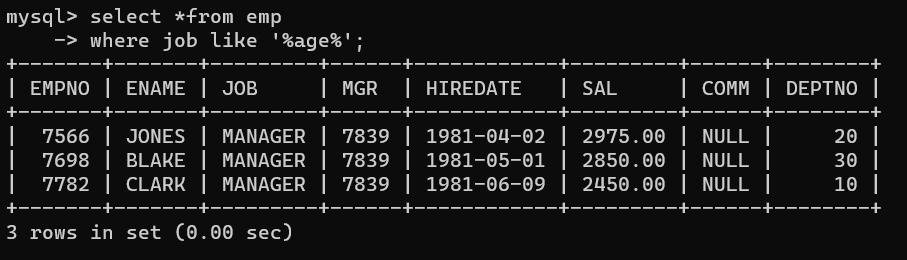 mysql> select *from emp
    -> where job like '%age%';
+-------+-------+---------+------+------------+---------+------+--------+
| EMPNO | ENAME | JOB     | MGR  | HIREDATE   | SAL     | COMM | DEPTNO |
+-------+-------+---------+------+------------+---------+------+--------+
|  7566 | JONES | MANAGER | 7839 | 1981-04-02 | 2975.00 | NULL |     20 |
|  7698 | BLAKE | MANAGER | 7839 | 1981-05-01 | 2850.00 | NULL |     30 |
|  7782 | CLARK | MANAGER | 7839 | 1981-06-09 | 2450.00 | NULL |     10 |
+-------+-------+---------+------+------------+---------+------+--------+
3 rows in set (0.00 sec)